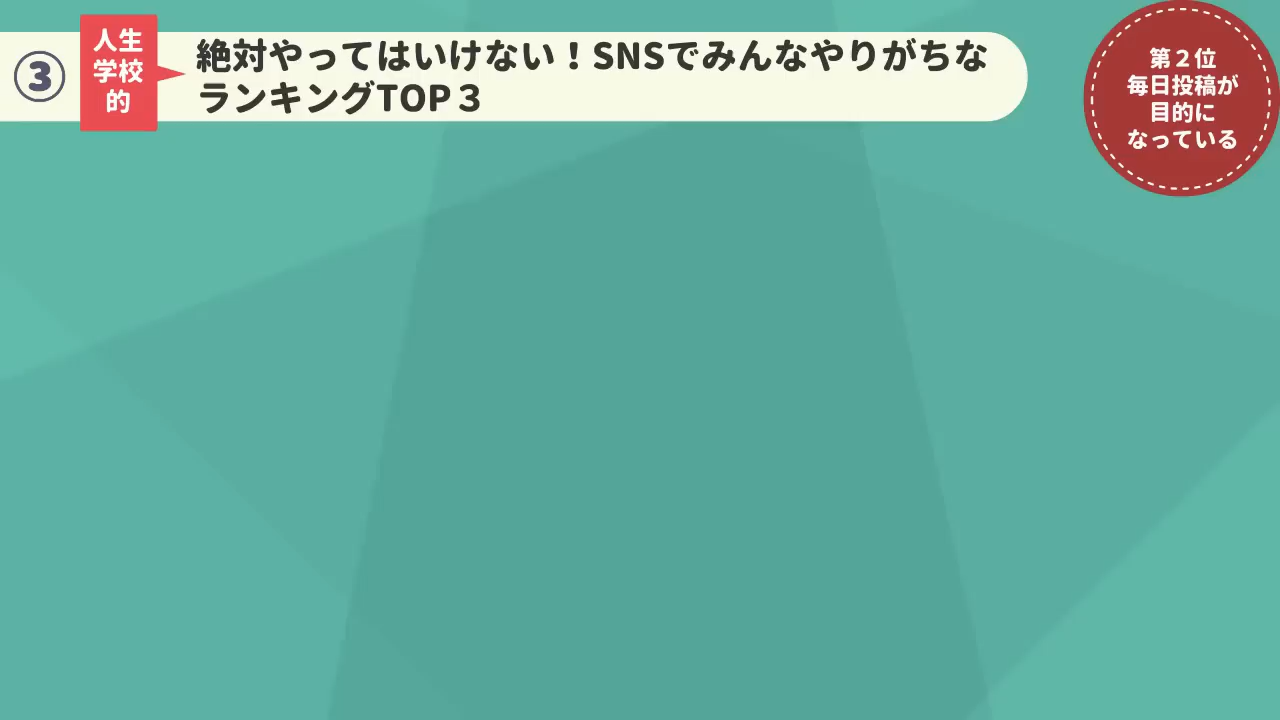 ③
人生
学校
的
絶対やってはいけない！SNSでみんなやりがちな
ランキングTOP３
第２位
毎日投稿が
目的に
なっている